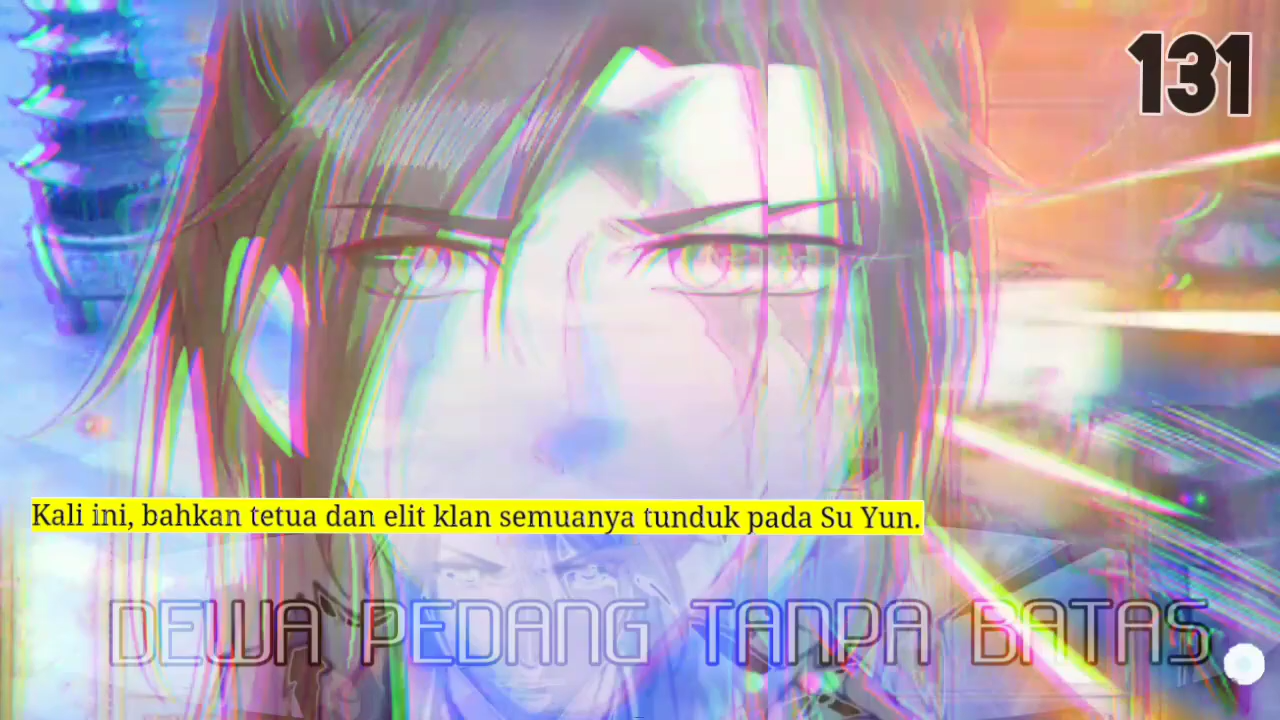 131
Kali ini, bahkan tetua dan elit klan semuanya tunduk pada Su Yun.
DEWA PEDANG TANPA BATAS